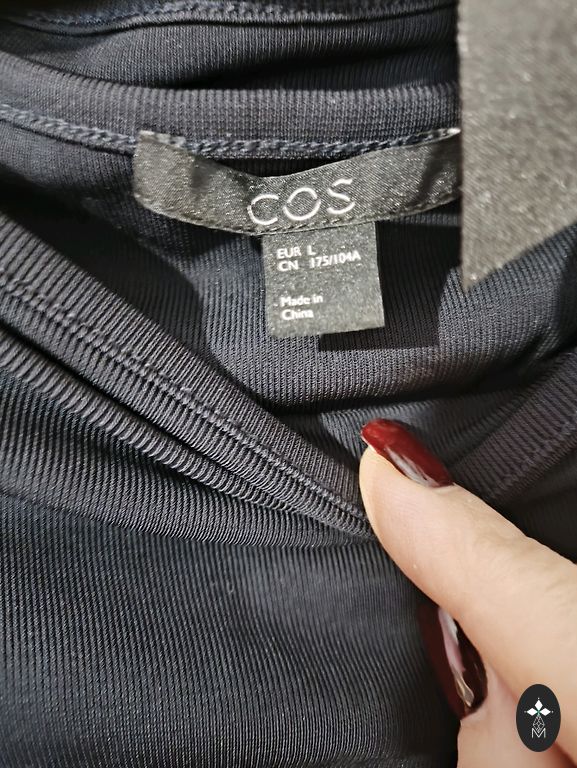 COS
EUR L
CN 175/104A
Made in
China
M